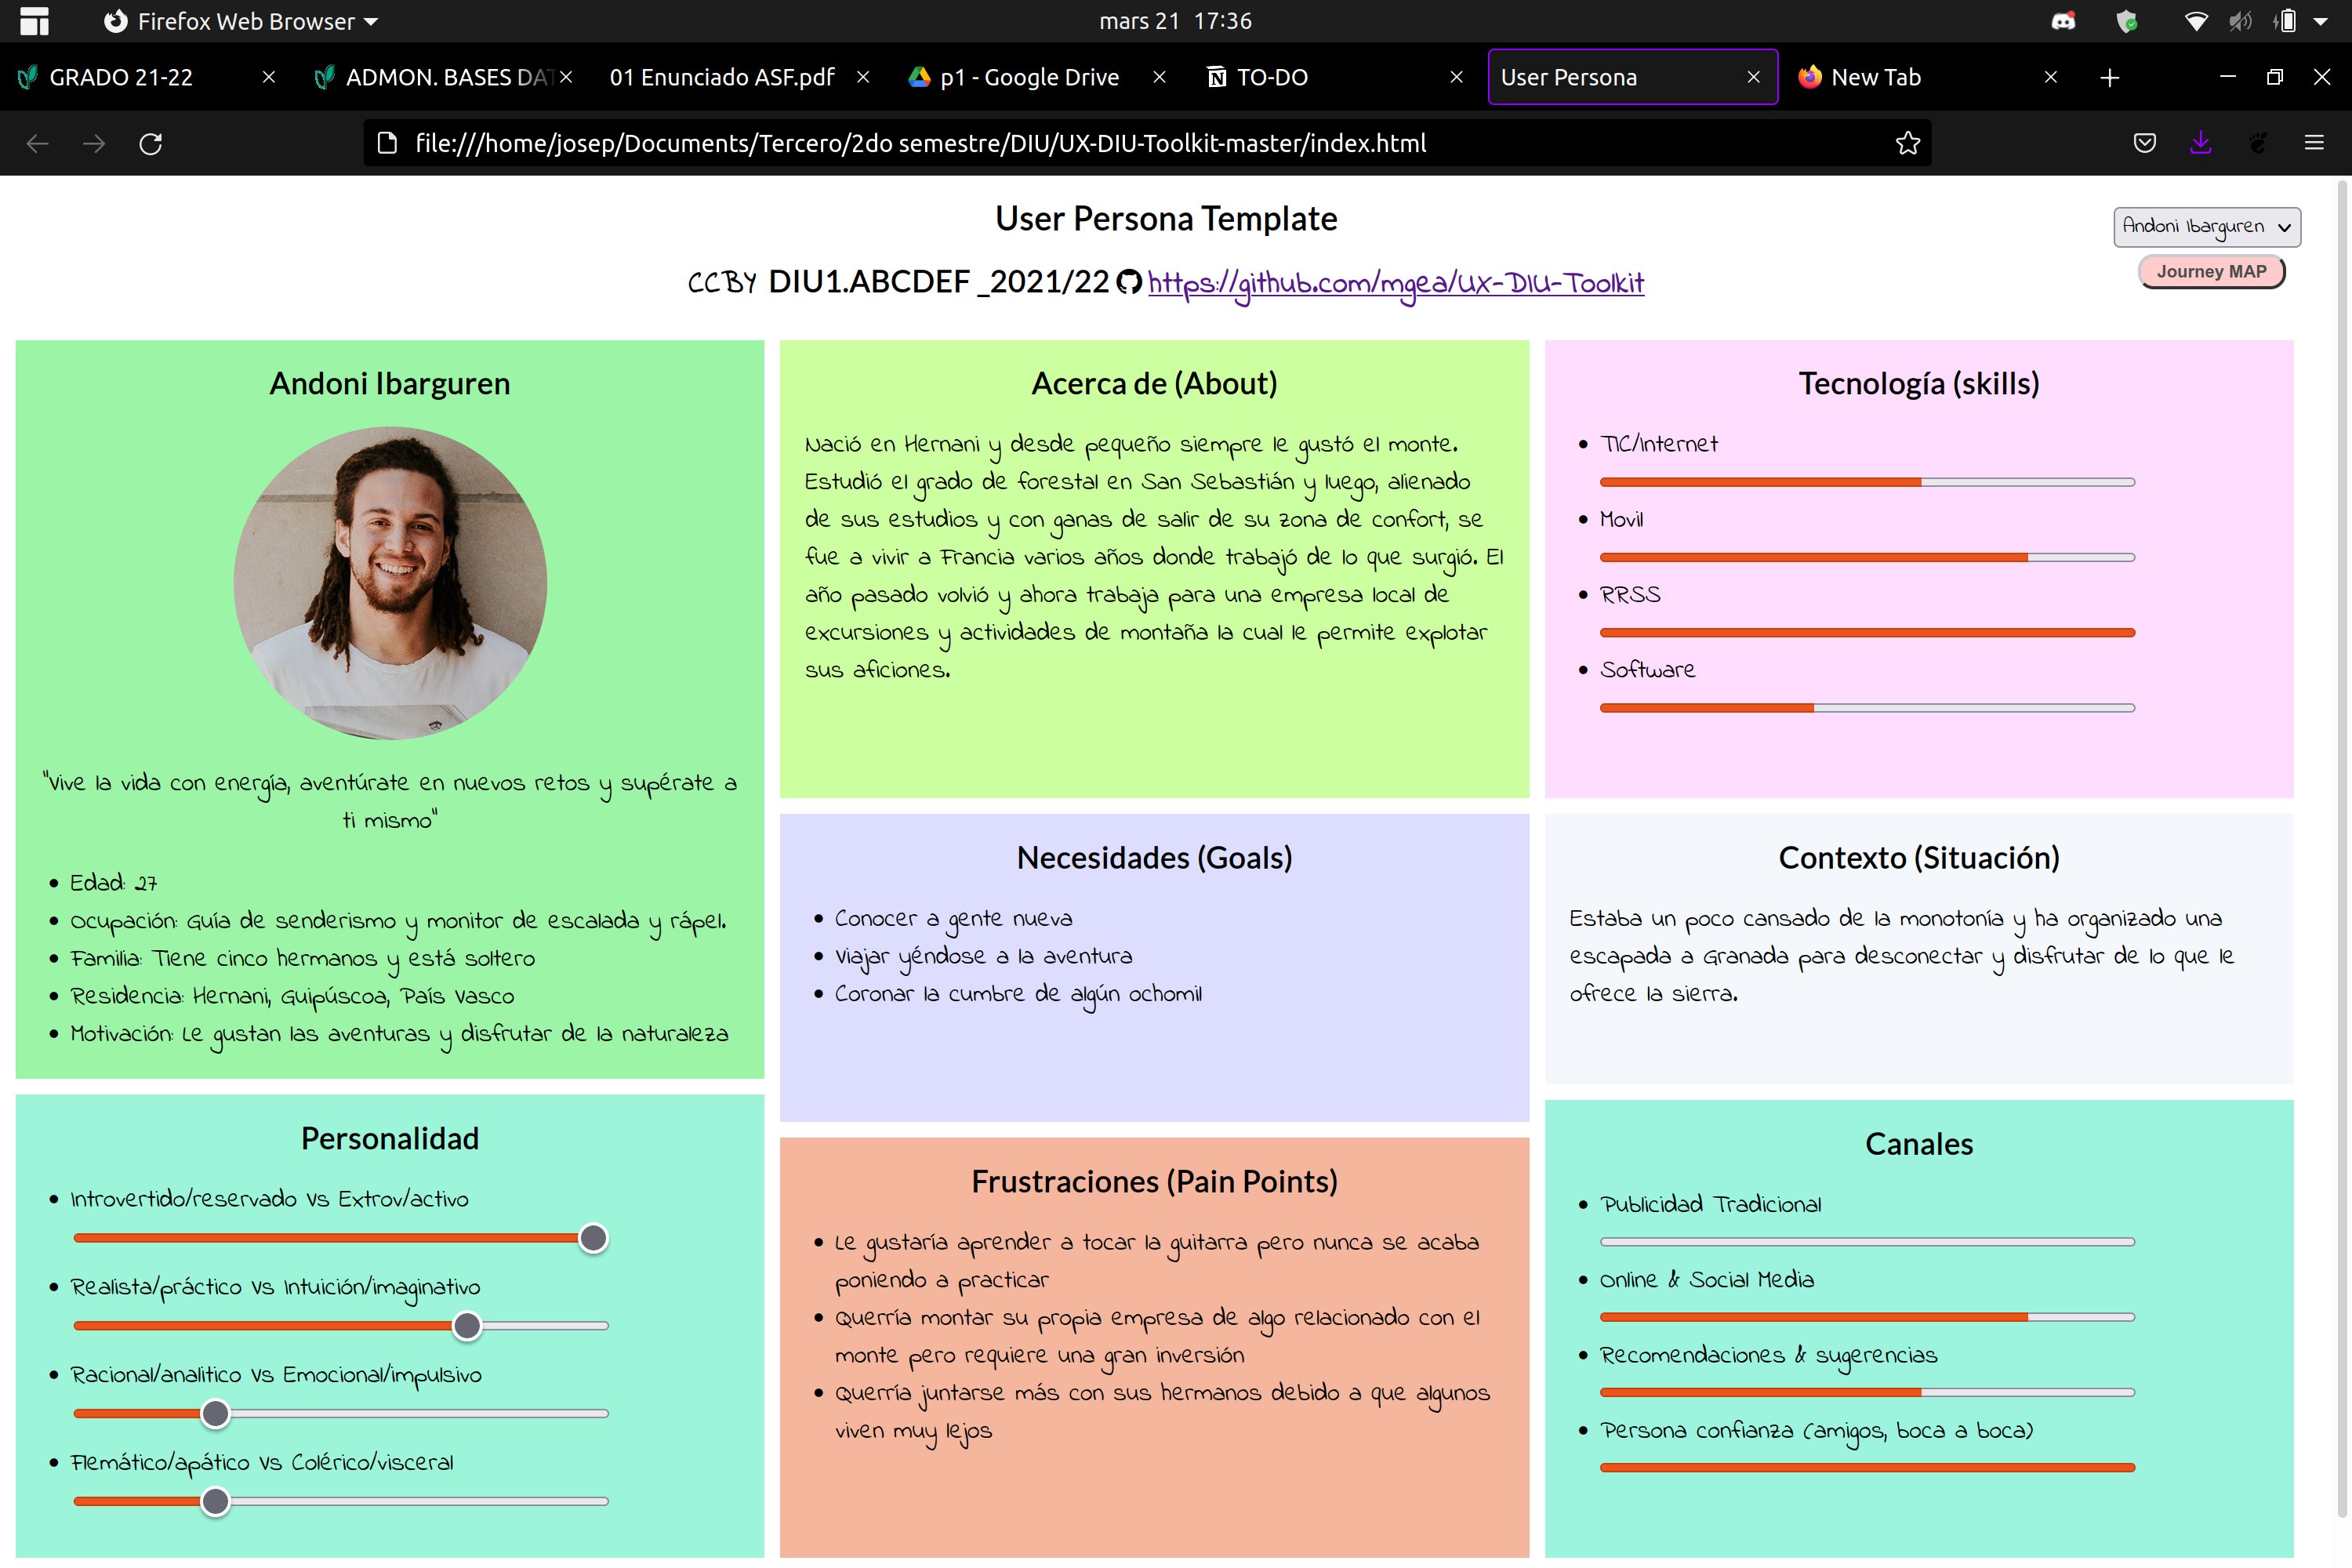 Firefox Web Browser
mars 21 17:36
GRADO 21-22
ADMON. BASES DAT
01 Enunciado ASF.pdf
p1 - Google Drive
TO-DO
User Persona
New Tab
file:///home/josep/Documents/Tercero/2do semestre/DIU/UX-DIU-Toolkit-master/index.html
User Persona Template
Andoni Ibarguren
CCBY DIU1.ABCDEF _2021/22 https://github.com/mgea/UX-DIU-Toolkit
Journey MAP
Andoni Ibarguren
"Vive la vida con energía, aventúrate en nuevos retos y supérate a
ti mismo"
Edad: 27
Ocupación: Guía de senderismo y monitor de escalada y rápel.
Familia: Tiene cinco hermanos y está soltero
Residencia: Hernani, Guipúscoa, País Vasco
Motivación: Le gustan las aventuras y disfrutar de la naturaleza
Personalidad
Introvertido/reservado Vs Extrov/activo
Realista/práctico Vs Intuición/imaginativo
Racional/analitico Vs Emocional/impulsivo
Flemático/apático Vs Colérico/visceral
Acerca de (About)
Nació en Hernani y desde pequeño siempre le gustó el monte.
Estudió el grado de forestal en San Sebastián y luego, alienado
de sus estudios y con ganas de salir de su zona de confort, se
fue a vivir a Francia varios años donde trabajó de lo que surgió. El
año pasado volvió y ahora trabaja para una empresa local de
excursiones y actividades de montaña la cual le permite explotar
sus aficiones.
Necesidades (Goals)
Conocer a gente nueva
Viajar yéndose a la aventura
Coronar la cumbre de algún ochomil
Frustraciones (Pain Points)
Le gustaría aprender a tocar la guitarra pero nunca se acaba
poniendo a practicar
Querría montar su propia empresa de algo relacionado con el
monte pero requiere una gran inversión
Querría juntarse más con sus hermanos debido a que algunos
viven muy lejos
Tecnología (skills)
TIC/Internet
Movil
RRSS
Software
Contexto (Situación)
Estaba un poco cansado de la monotonía y ha organizado una
escapada a Granada para desconectar y disfrutar de lo que le
ofrece la sierra.
Canales
Publicidad Tradicional
Online & Social Media
Recomendaciones & sugerencias
Persona confianza (amigos, boca a boca)